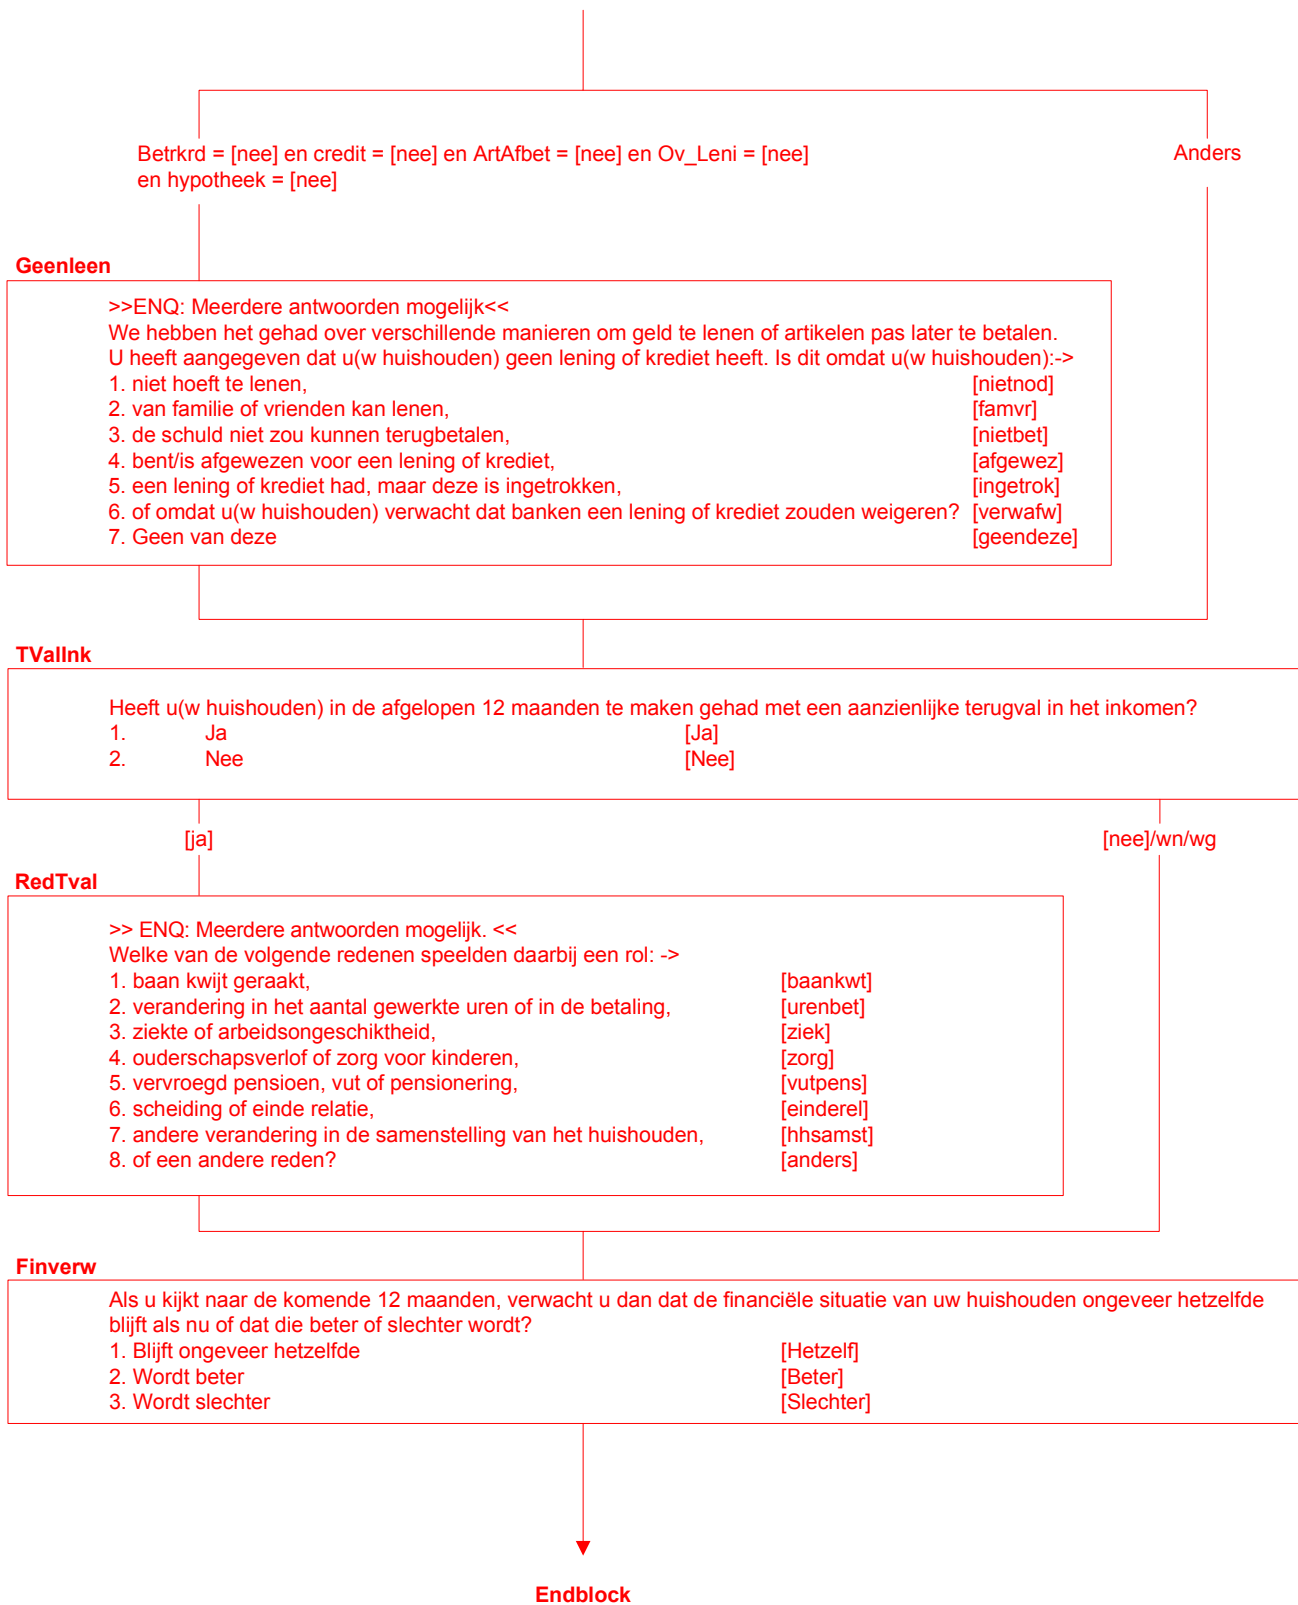 Betrkrd = [nee] en credit = [nee] en ArtAfbet = [nee] en Ov_Leni = [nee]
en hypotheek = [nee]
Anders
Geenleen
>>ENQ: Meerdere antwoorden mogelijk<<
We hebben het gehad over verschillende manieren om geld te lenen of artikelen pas later te betalen.
U heeft aangegeven dat u(w huishouden) geen lening of krediet heeft. Is dit omdat u(w huishouden):->
1. niet hoeft te lenen, [nietnod]
2. van familie of vrienden kan lenen, [famvr]
3. de schuld niet zou kunnen terugbetalen, [nietbet]
4. bent/is afgewezen voor een lening of krediet, [afgewez]
5. een lening of krediet had, maar deze is ingetrokken, [ingetrok]
6. of omdat u(w huishouden) verwacht dat banken een lening of krediet zouden weigeren? [verwafw]
7. Geen van deze [geendeze]
TValInk
Heeft u(w huishouden) in de afgelopen 12 maanden te maken gehad met een aanzienlijke terugval in het inkomen?
1. Ja [Ja]
2. Nee [Nee]
[ja] [nee]/wn/wg
RedTval
>> ENQ: Meerdere antwoorden mogelijk. <<
Welke van de volgende redenen speelden daarbij een rol: ->
1. baan kwijt geraakt, [baankwt]
2. verandering in het aantal gewerkte uren of in de betaling, [urenbet]
3. ziekte of arbeidsongeschiktheid, [ziek]
4. ouderschapsverlof of zorg voor kinderen, [zorg]
5. vervroegd pensioen, vut of pensionering, [vutpens]
6. scheiding of einde relatie, [einderel]
7. andere verandering in de samenstelling van het huishouden, [hhsamst]
8. of een andere reden? [anders]
Finverw
Als u kijkt naar de komende 12 maanden, verwacht u dan dat de financiële situatie van uw huishouden ongeveer hetzelfde
blijft als nu of dat die beter of slechter wordt?
1. Blijft ongeveer hetzelfde [Hetzelf]
2. Wordt beter [Beter]
3. Wordt slechter [Slechter]
Endblock